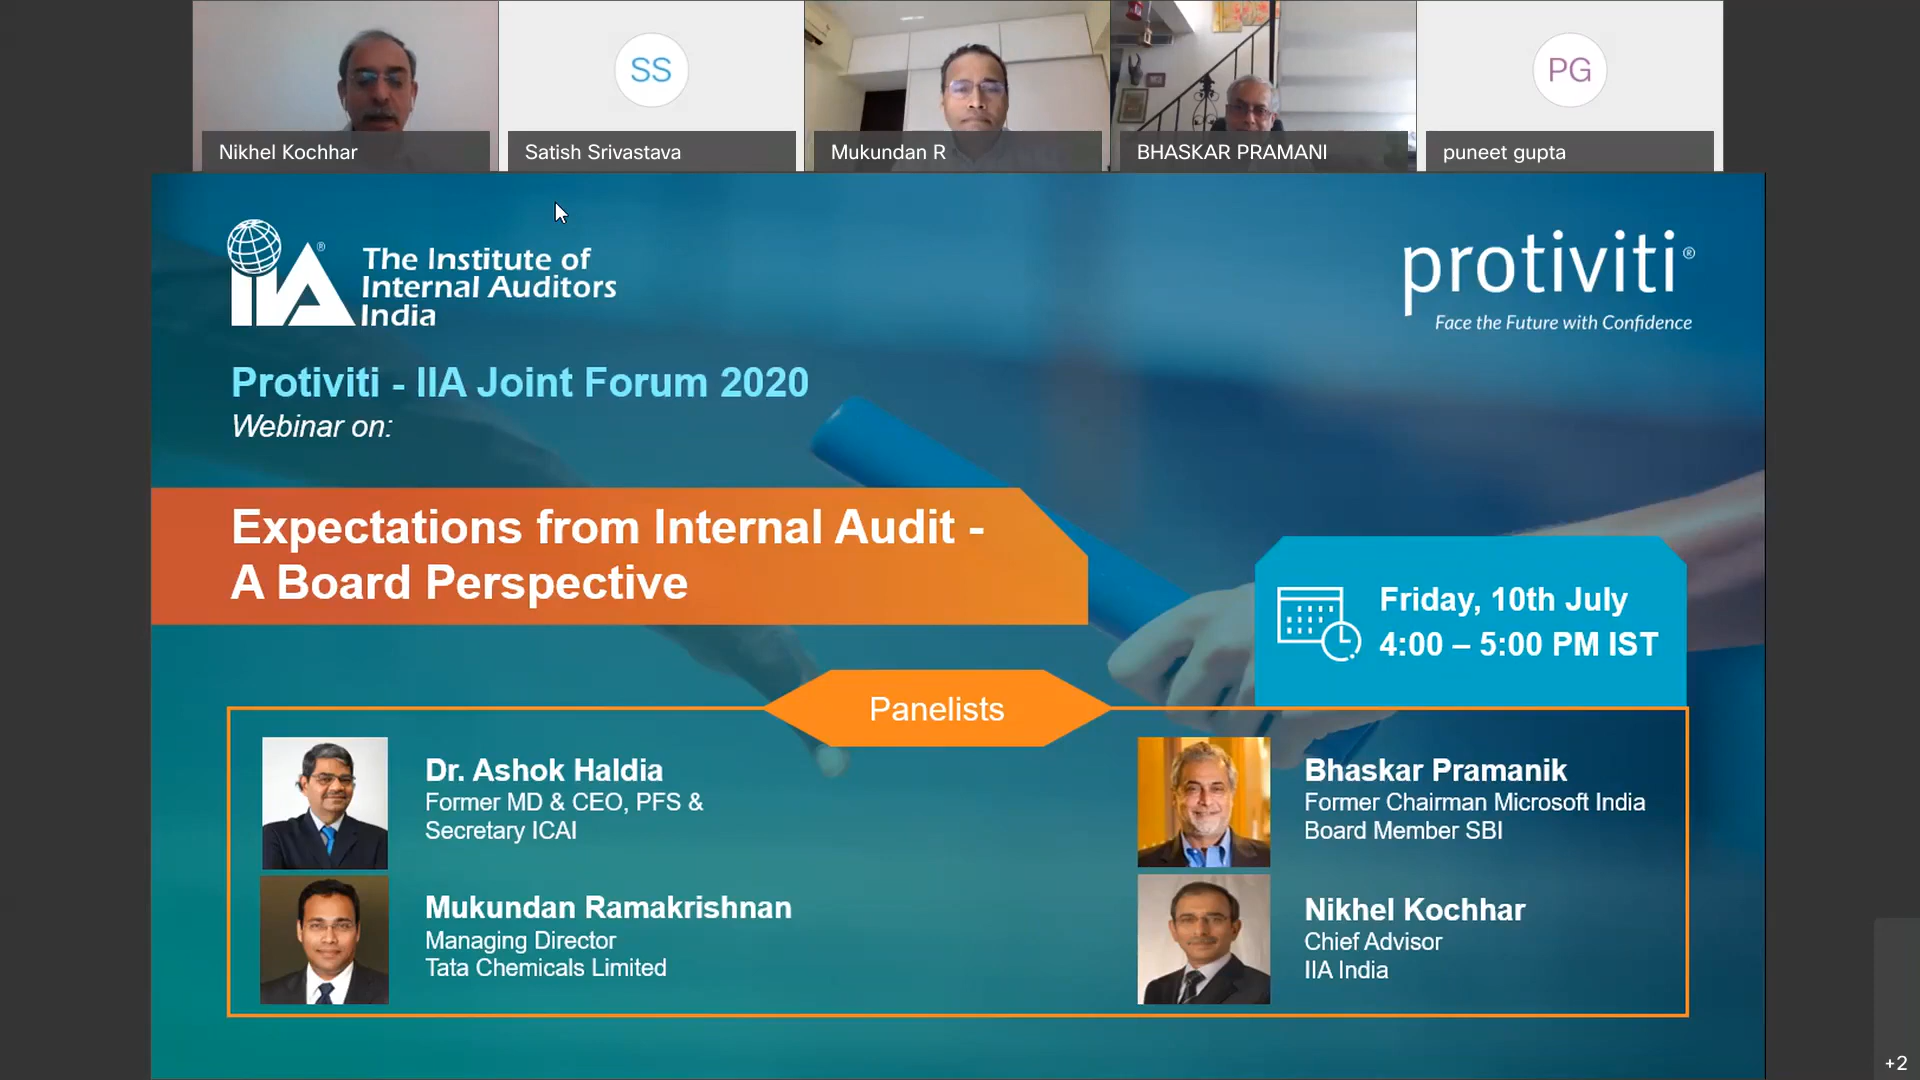 SS
PG
Nikhel Kochhar
Satish Srivastava
Mukundan R
BHASKAR PRAMANI
puneet gupta
IIA®
The Institute of
Internal Auditors
India
protiviti®
Face the Future with Confidence
Protiviti - IIA Joint Forum 2020
Webinar on:
Expectations from Internal Audit -
A Board Perspective
Friday, 10th July
4:00 – 5:00 PM IST
Panelists
Dr. Ashok Haldia
Former MD & CEO, PFS &
Secretary ICAI
Bhaskar Pramanik
Former Chairman Microsoft India
Board Member SBI
Mukundan Ramakrishnan
Managing Director
Tata Chemicals Limited
Nikhel Kochhar
Chief Advisor
IIA India
+2